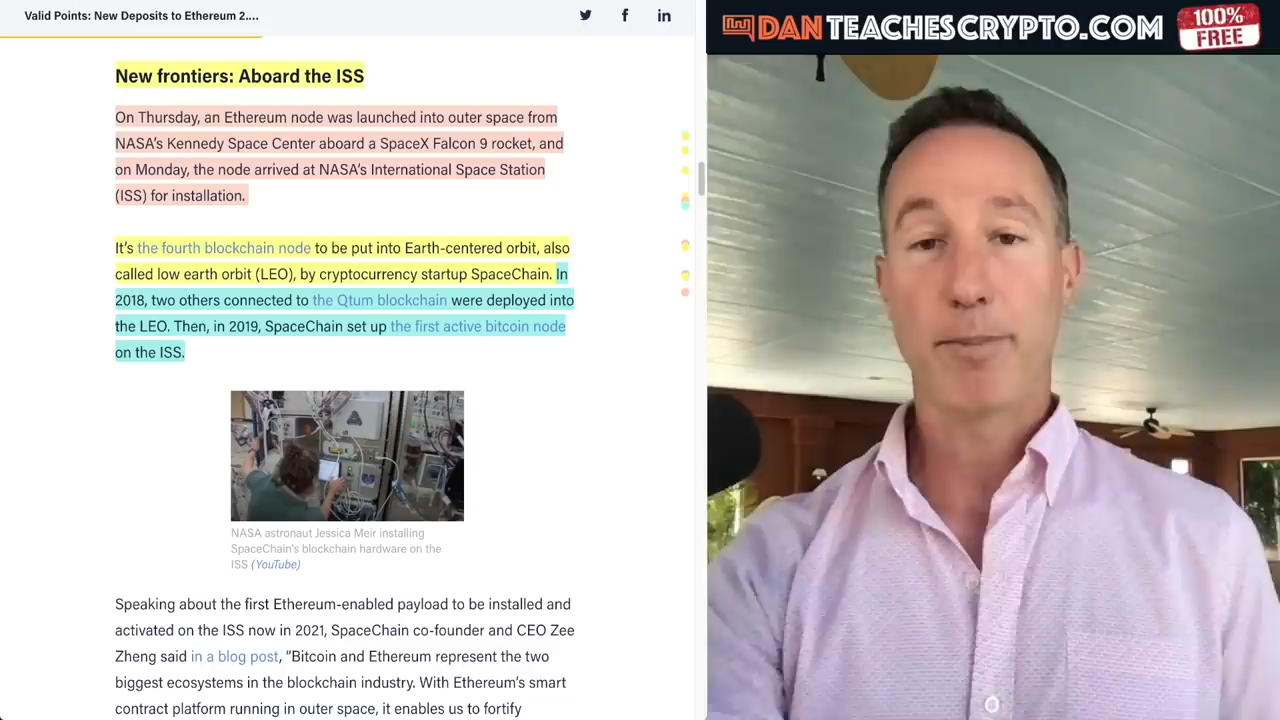 Valid Points: New Deposits to Ethereum 2....
DANTEACHESCRYPTO.COM
100%
FREE
New frontiers: Aboard the ISS
On Thursday, an Ethereum node was launched into outer space from
NASA's Kennedy Space Center aboard a SpaceX Falcon 9 rocket, and
on Monday, the node arrived at NASA's International Space Station
(ISS) for installation.
It's the fourth blockchain node to be put into Earth-centered orbit, also
called low earth orbit (LEO), by cryptocurrency startup SpaceChain. In
2018, two others connected to the Qtum blockchain were deployed into
the LEO. Then, in 2019, SpaceChain set up the first active bitcoin node
on the ISS.
NASA astronaut Jessica Meir installing
SpaceChain's blockchain hardware on the
ISS (YouTube)
Speaking about the first Ethereum-enabled payload to be installed and
activated on the ISS now in 2021, SpaceChain co-founder and CEO Zee
Zheng said in a blog post, “Bitcoin and Ethereum represent the two
biggest ecosystems in the blockchain industry. With Ethereum's smart
contract platform running in outer space, it enables us to fortify